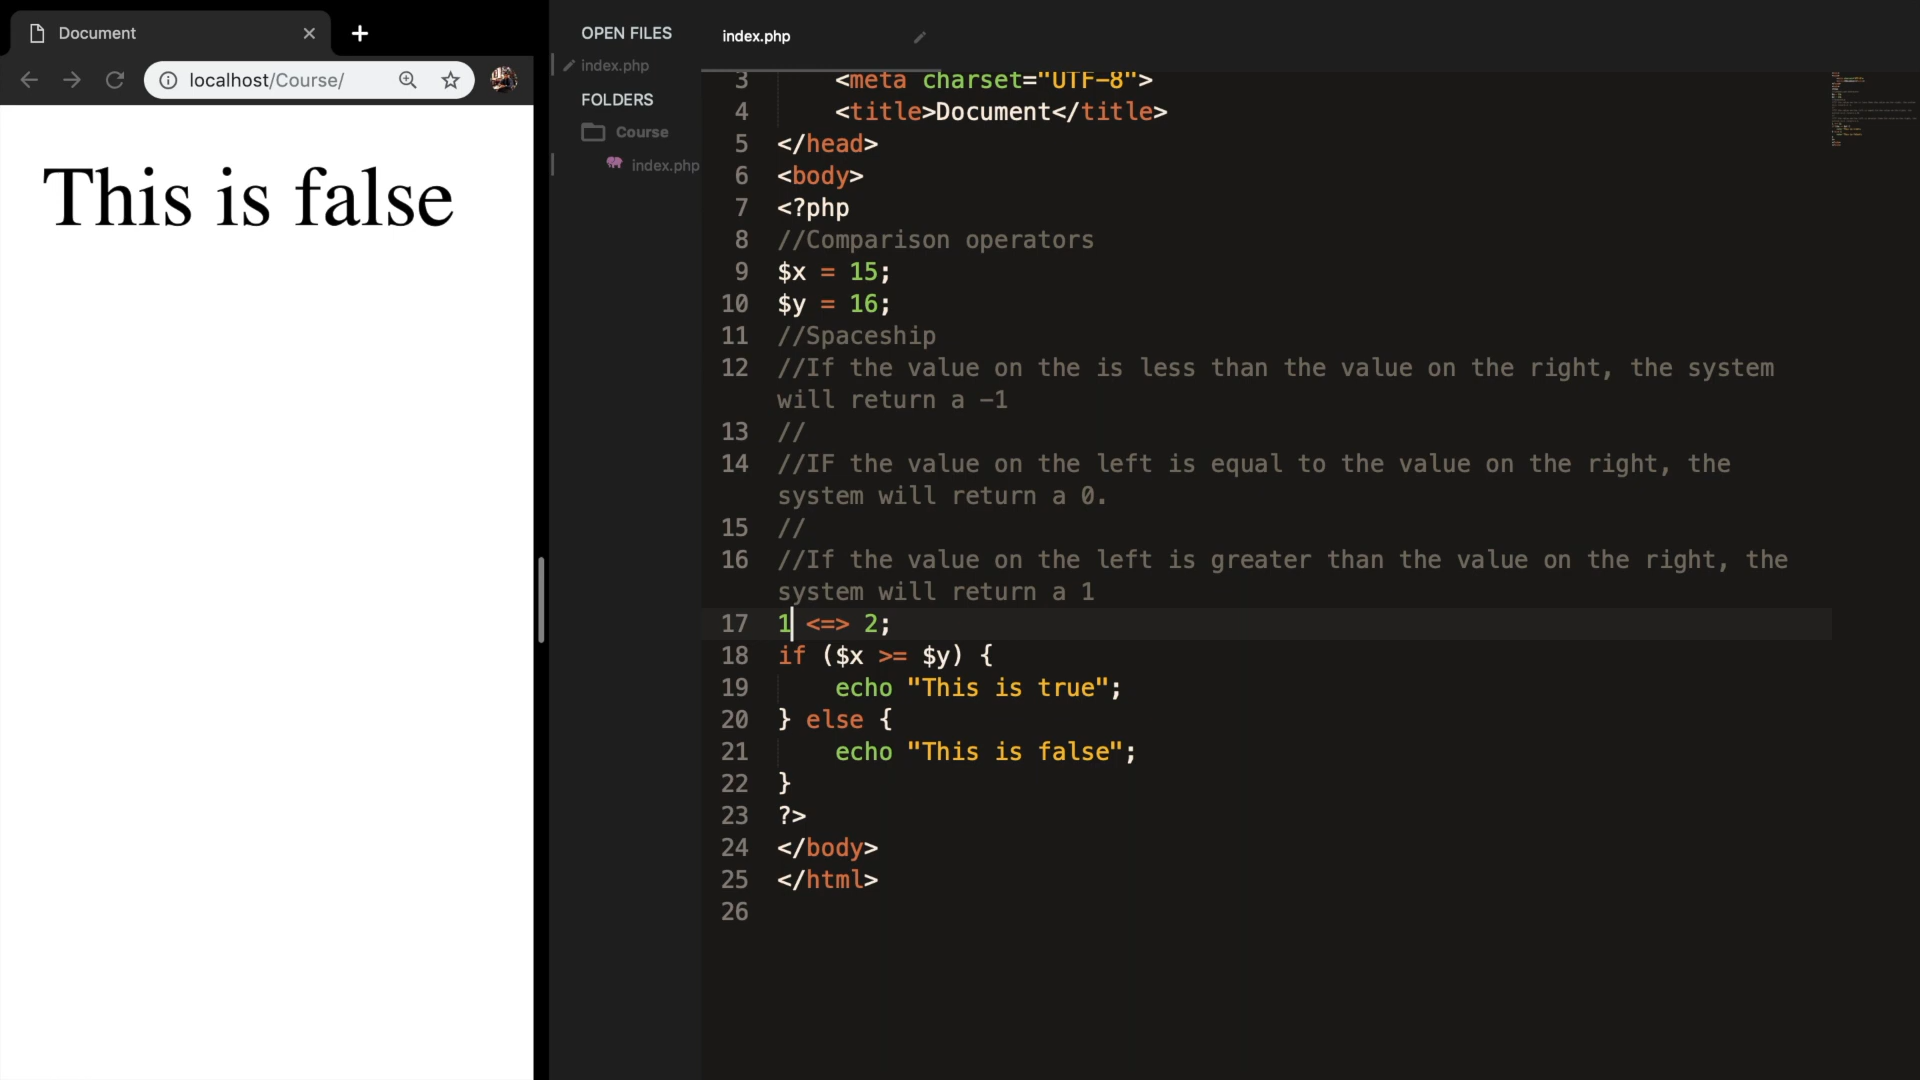 Document
localhost/Course/
This is false
OPEN FILES
index.php
FOLDERS
Course
index.php
index.php
3 <meta charset="UTF-8">
4 <title>Document</title>
5 </head>
6 <body>
7 <?php
8 //Comparison operators
9 $x = 15;
10 $y = 16;
11 //Spaceship
12 //If the value on the is less than the value on the right, the system
will return a -1
13 //
14 //IF the value on the left is equal to the value on the right, the
system will return a 0.
15 //
16 //If the value on the left is greater than the value on the right, the
system will return a 1
17 1 <=> 2;
18 if ($x >= $y) {
19 echo "This is true";
20 } else {
21 echo "This is false";
22 }
23 ?>
24 </body>
25 </html>
26